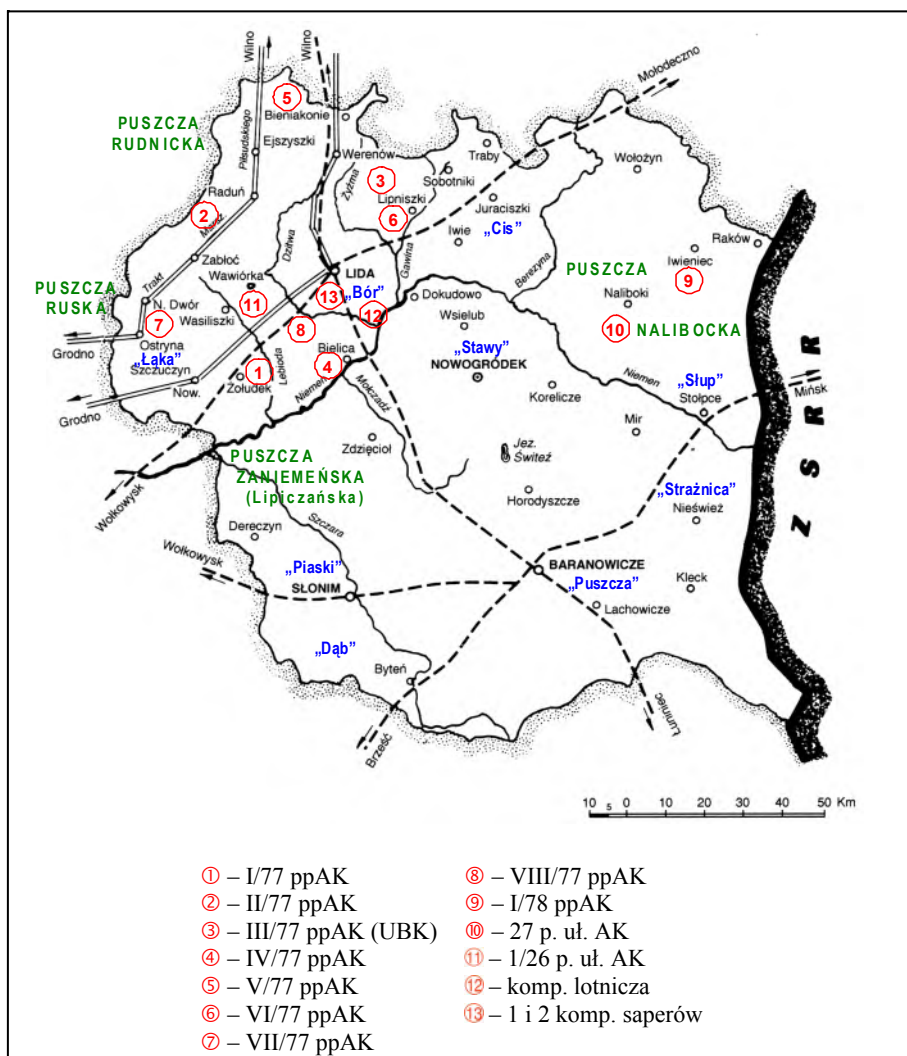 Wilno
Wilno
Mołodeczno
5
Bieniakonie
PUSZCZA
RUDNICKA
Piłsudskiego
Ejszyszki
Werenów
Traby
Wołożyn
Żyżma
3
Sobotniki
Raduń
Lipniszki
2
Marsz.
6
Juraciszki
„Cis”
Raków
Dzitwa
Iwie
Iwieniec
Gawina
Berezyna
9
Zabłoć
PUSZCZA
RUSKA
Wawiórka
LIDA
PUSZCZA
Trakt
11
13
„Bór”
Dokudowo
Naliboki
N. Dwór
Wasiliszki
12
Wsielub
10
NALIBOCKA
7
8
Grodno
Ostryna
„Łąka”
Szczuczyn
Now.
Lebioda
Bielica
4
„Stawy”
NOWOGRÓDEK
Niemen
„Słup”
Mińsk
1
Żołudek
Niemen
Mołczadź
Korelicze
Stołpce
Grodno
Mir
Zdzięcioł
Jez.
Świteź
PUSZCZA
ZANIEMEŃSKA
(Lipiczańska)
Wołkowysk
Horodyszcze
„Strażnica”
Nieśwież
ZSRR
Dereczyn
Szczara
Wołkowysk
„Piaski”
BARANOWICZE
„Puszcza”
Kleck
SŁONIM
Lachowicze
„Dąb”
Byteń
Brześć
Łuniniec
10 5 0 10 20 30 40 50 Km
① – I/77 ppAK
② – II/77 ppAK
③ – III/77 ppAK (UBK)
④ – IV/77 ppAK
⑤ – V/77 ppAK
⑥ – VI/77 ppAK
⑦ – VII/77 ppAK
⑧ – VIII/77 ppAK
⑨ – I/78 ppAK
⑩ – 27 p. uł. AK
⑪ – 1/26 p. uł. AK
⑫ – komp. lotnicza
⑬ – 1 i 2 komp. saperów